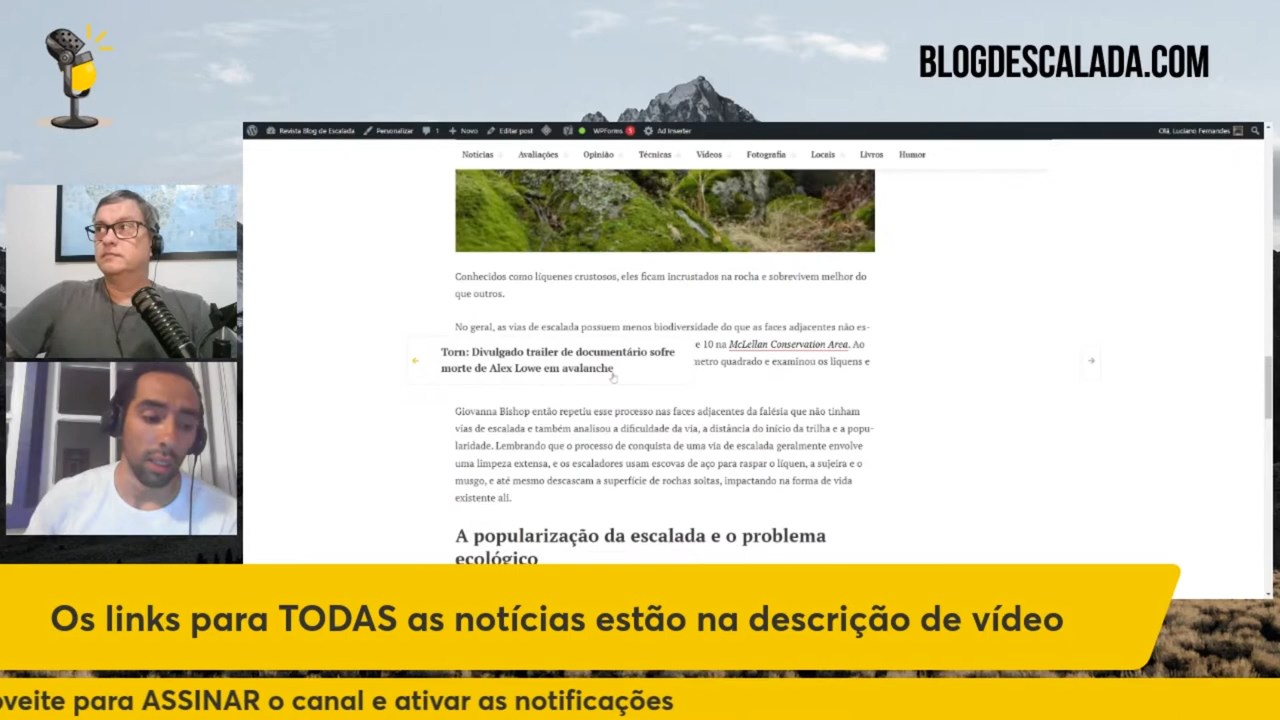 BLOGDESCALADA.COM
Revista Blog de Escalada Personalizar 1 Novo Editar post WPForms Ad Inserter Olá, Luciano Fernandes
Notícias Avaliações Opinião Técnicas Vídeos Fotografia Locais Livros Humor
Conhecidos como líquenes crustosos, eles ficam incrustados na rocha e sobrevivem melhor do
que outros.
No geral, as vias de escalada possuem menos biodiversidade do que as faces adjacentes não es-
e 10 na McLellan Conservation Area. Ao
metro quadrado e examinou os líquens e
Torn: Divulgado trailer de documentário sofre
morte de Alex Lowe em avalanche
Giovanna Bishop então repetiu esse processo nas faces adjacentes da falésia que não tinham
vias de escalada e também analisou a dificuldade da via, a distância do início da trilha e a popu-
laridade. Lembrando que o processo de conquista de uma via de escalada geralmente envolve
uma limpeza extensa, e os escaladores usam escovas de aço para raspar o líquen, a sujeira e o
musgo, e até mesmo descascam a superfície de rochas soltas, impactando na forma de vida
existente ali.
A popularização da escalada e o problema
ecológico
Os links para TODAS as notícias estão na descrição de vídeo
oveite para ASSINAR o canal e ativar as notificações